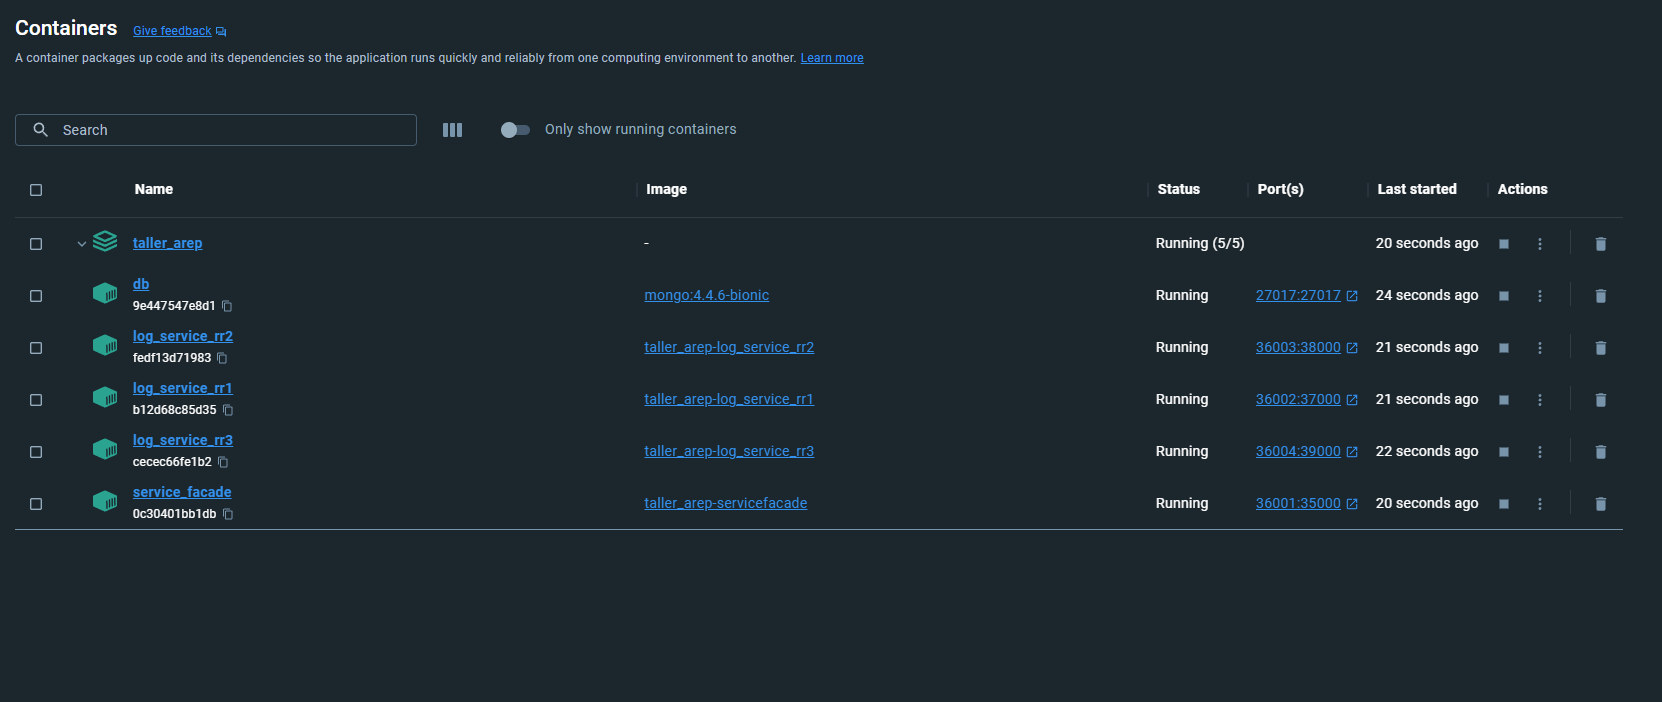 Containers Give feedback
A container packages up code and its dependencies so the application runs quickly and reliably from one computing environment to another. Learn more
Search Only show running containers
Name Image Status Port(s) Last started Actions
taller_arep - Running (5/5) 20 seconds ago
db
9e447547e8d1 mongo:4.4.6-bionic Running 27017:27017 24 seconds ago
log_service_rr2
fedf13d71983 taller_arep-log_service_rr2 Running 36003:38000 21 seconds ago
log_service_rr1
b12d68c85d35 taller_arep-log_service_rr1 Running 36002:37000 21 seconds ago
log_service_rr3
cecec66fe1b2 taller_arep-log_service_rr3 Running 36004:39000 22 seconds ago
service_facade
0c30401bb1db taller_arep-servicefacade Running 36001:35000 20 seconds ago